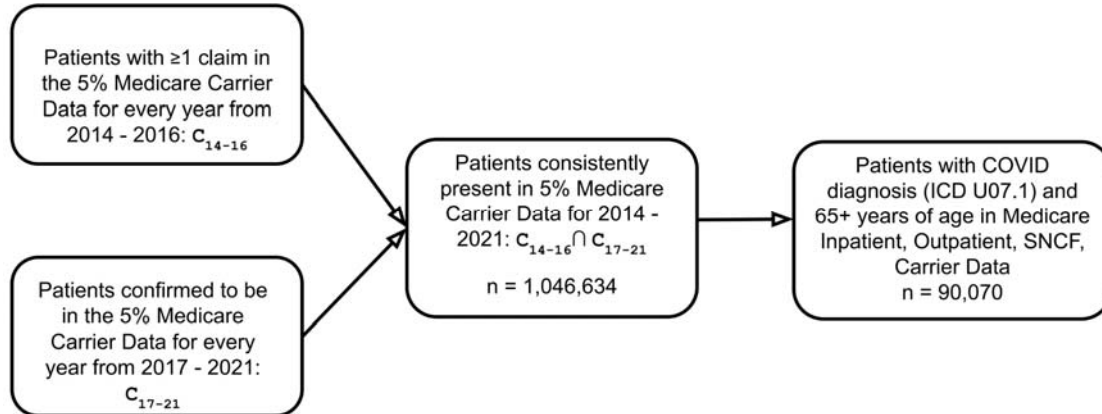 Patients with ≥1 claim in
the 5% Medicare Carrier
Data for every year from
2014 - 2016: C₁₄₋₁₆
Patients confirmed to be
in the 5% Medicare
Carrier Data for every
year from 2017 - 2021:
C₁₇₋₂₁
Patients consistently
present in 5% Medicare
Carrier Data for 2014 -
2021: C₁₄₋₁₆∩ C₁₇₋₂₁
n = 1,046,634
Patients with COVID
diagnosis (ICD U07.1) and
65+ years of age in Medicare
Inpatient, Outpatient, SNCF,
Carrier Data
n = 90,070